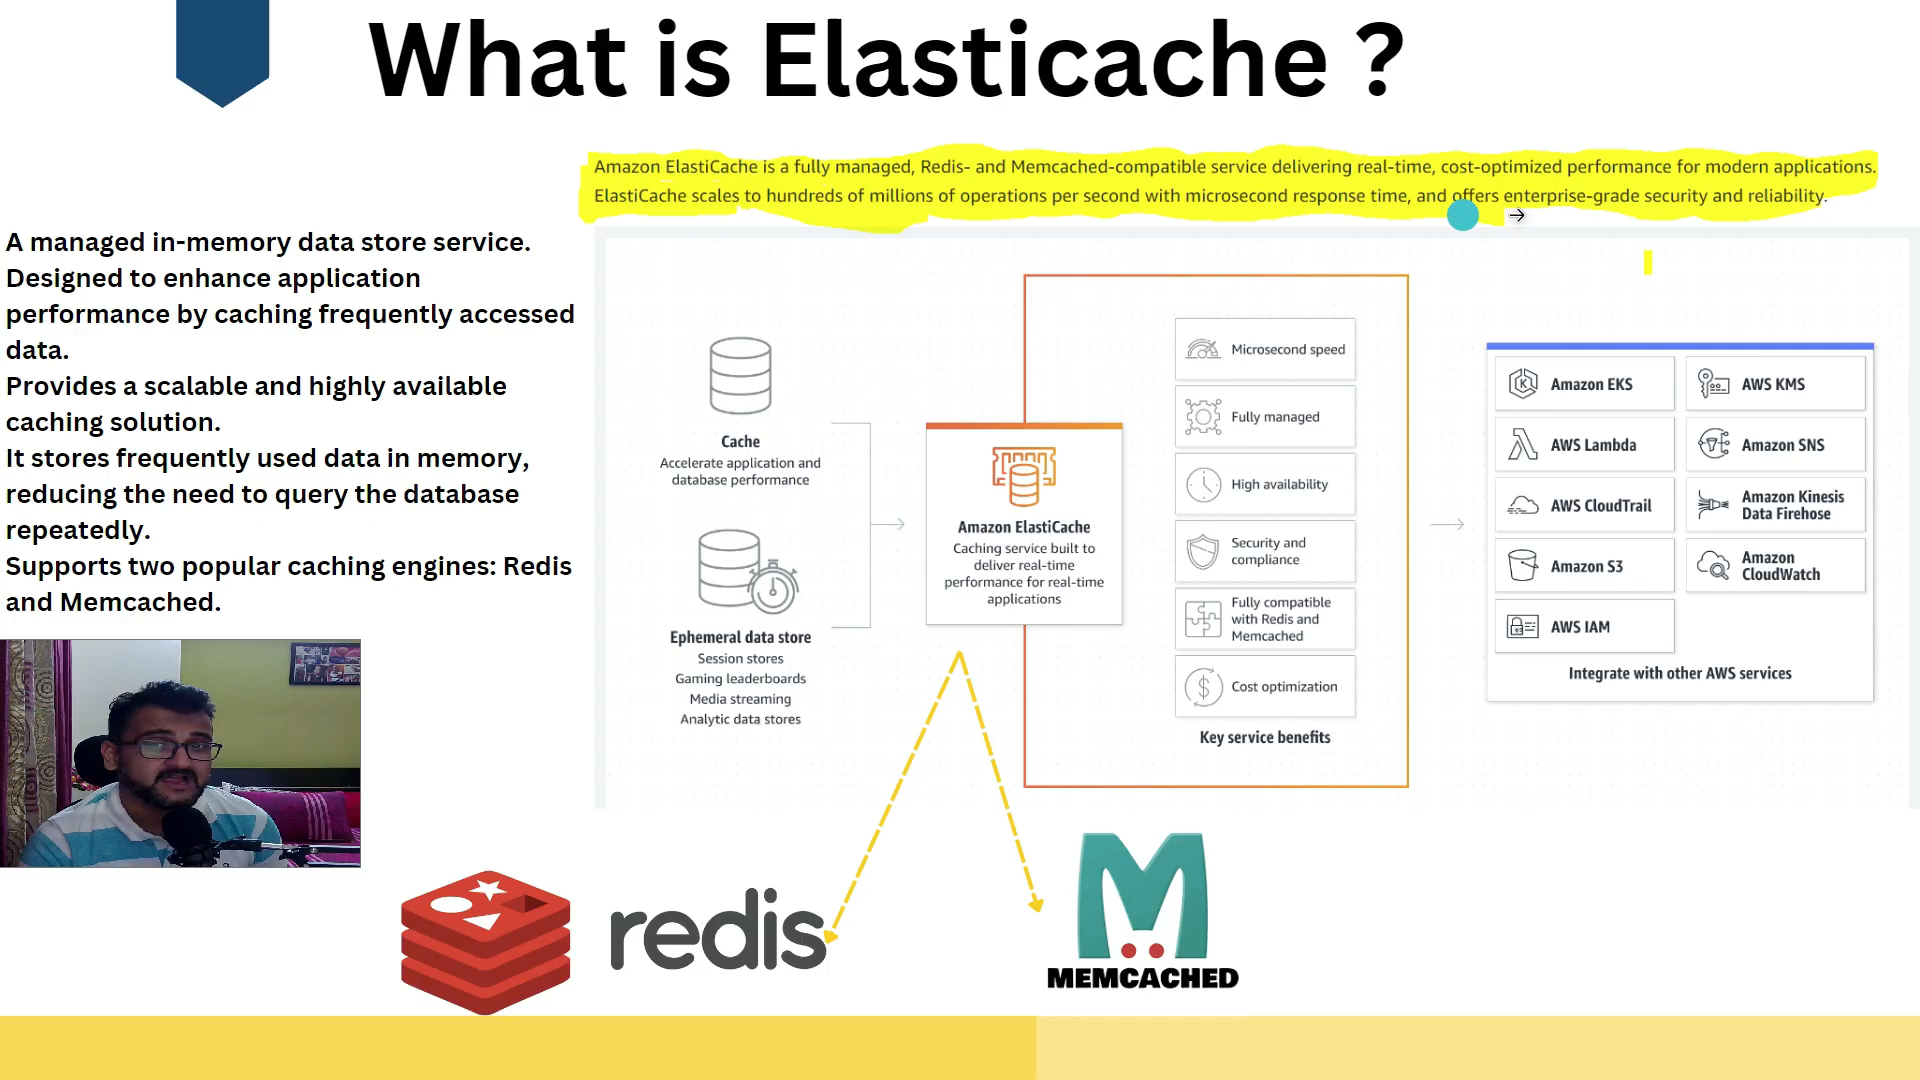 What is Elasticache ?
Amazon ElastiCache is a fully managed, Redis- and Memcached-compatible service delivering real-time, cost-optimized performance for modern applications.
ElastiCache scales to hundreds of millions of operations per second with microsecond response time, and offers enterprise-grade security and reliability.
A managed in-memory data store service.
Designed to enhance application
performance by caching frequently accessed
data.
Provides a scalable and highly available
caching solution.
It stores frequently used data in memory,
reducing the need to query the database
repeatedly.
Supports two popular caching engines: Redis
and Memcached.
Cache
Accelerate application and
database performance
Ephemeral data store
Session stores
Gaming leaderboards
Media streaming
Analytic data stores
Amazon ElastiCache
Caching service built to
deliver real-time
performance for real-time
applications
Microsecond speed
Fully managed
High availability
Security and
compliance
Fully compatible
with Redis and
Memcached
Cost optimization
Key service benefits
Amazon EKS
AWS KMS
AWS Lambda
Amazon SNS
AWS CloudTrail
Amazon Kinesis
Data Firehose
Amazon S3
Amazon
CloudWatch
AWS IAM
Integrate with other AWS services
redis
MEMCACHED